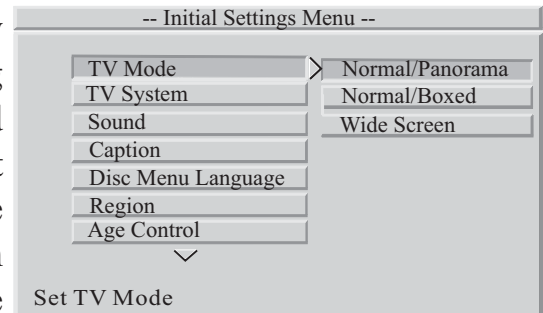 -- Initial Settings Menu --
TV Mode
TV System
Sound
Caption
Disc Menu Language
Region
Age Control
Normal/Panorama
Normal/Boxed
Wide Screen
Set TV Mode